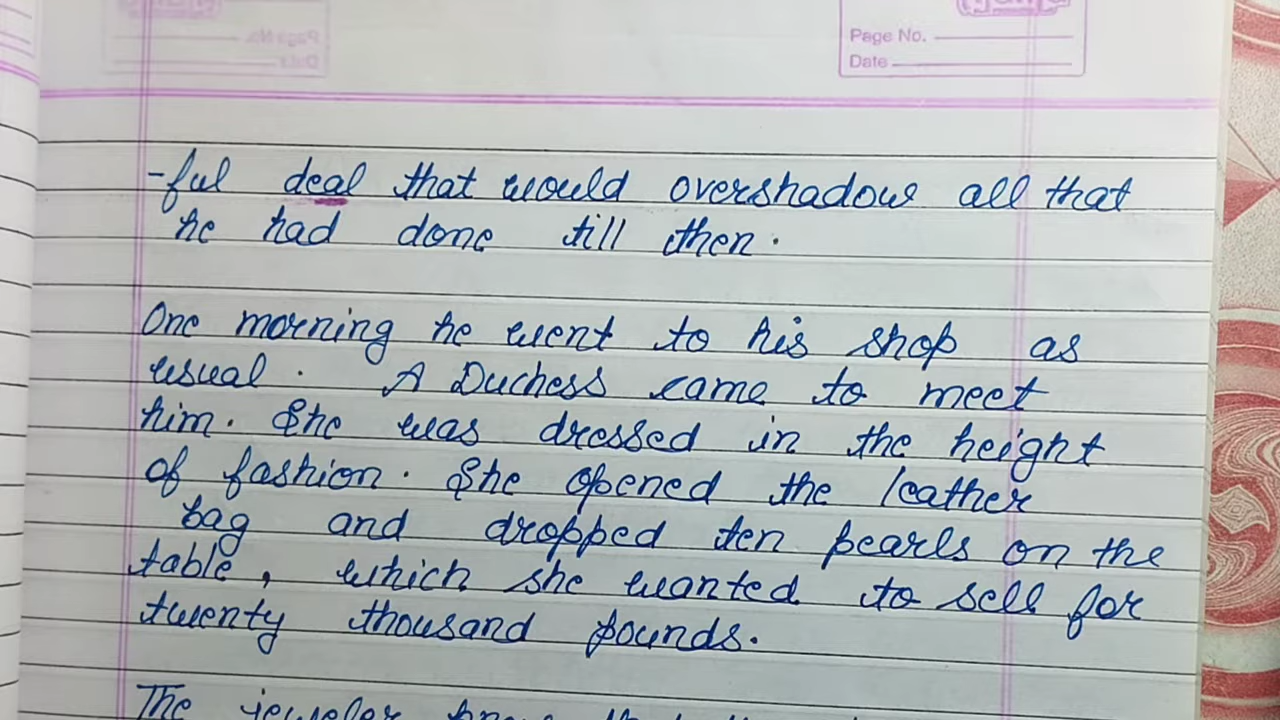 Page No.
Date
-ful deal that would overshadow all that
he had done till then.
One morning he went to his shop as
usual. A Duchess came to meet
him. She was dressed in the height
of fashion. She opened the leather
bag and dropped ten pearls on the
table, which she wanted to sell for
twenty thousand pounds.
The jeweler